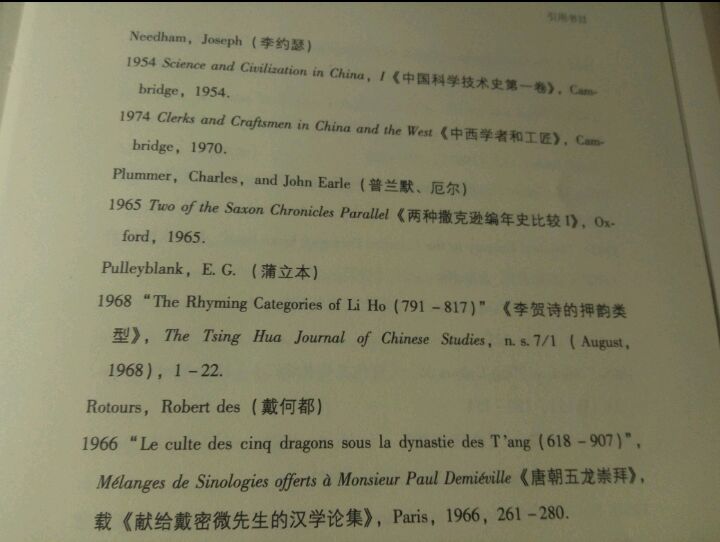 引用书目
Needham, Joseph (李约瑟)
1954 Science and Civilization in China, I《中国科学技术史第一卷》, Cam-
bridge, 1954.
1974 Clerks and Craftsmen in China and the West《中西学者和工匠》, Cam-
bridge, 1970.
Plummer, Charles, and John Earle (普兰默、厄尔)
1965 Two of the Saxon Chronicles Parallel《两种撒克逊编年史比较 I》, Ox-
ford, 1965.
Pulleyblank, E. G. (蒲立本)
1968 “The Rhyming Categories of Li Ho (791－817)”《李贺诗的押韵类
型》, The Tsing Hua Journal of Chinese Studies, n. s. 7/1 (August,
1968), 1－22.
Rotours, Robert des (戴何都)
1966 “Le culte des cinq dragons sous la dynastie des T'ang (618－907)”,
Mélanges de Sinologies offerts à Monsieur Paul Demiéville《唐朝五龙崇拜》,
载《献给戴密微先生的汉学论集》, Paris, 1966, 261－280.